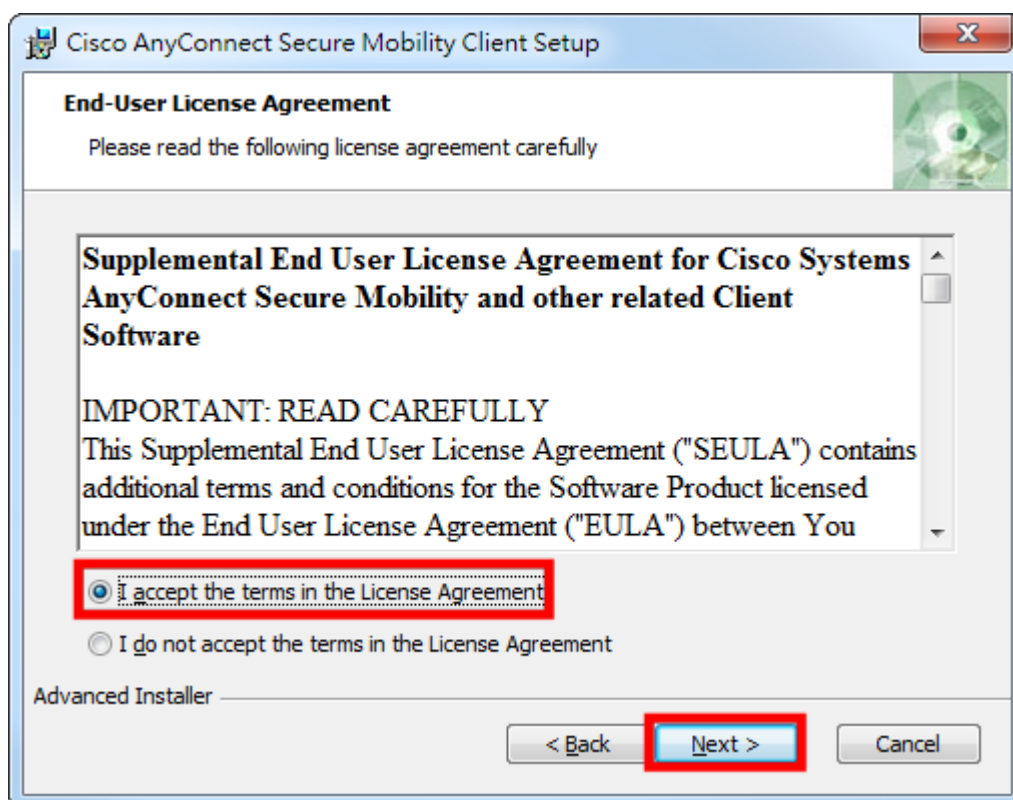 Cisco AnyConnect Secure Mobility Client Setup
End-User License Agreement
Please read the following license agreement carefully
Supplemental End User License Agreement for Cisco Systems
AnyConnect Secure Mobility and other related Client
Software
IMPORTANT: READ CAREFULLY
This Supplemental End User License Agreement ("SEULA") contains
additional terms and conditions for the Software Product licensed
under the End User License Agreement ("EULA") between You
I accept the terms in the License Agreement
I do not accept the terms in the License Agreement
Advanced Installer
< Back Next > Cancel